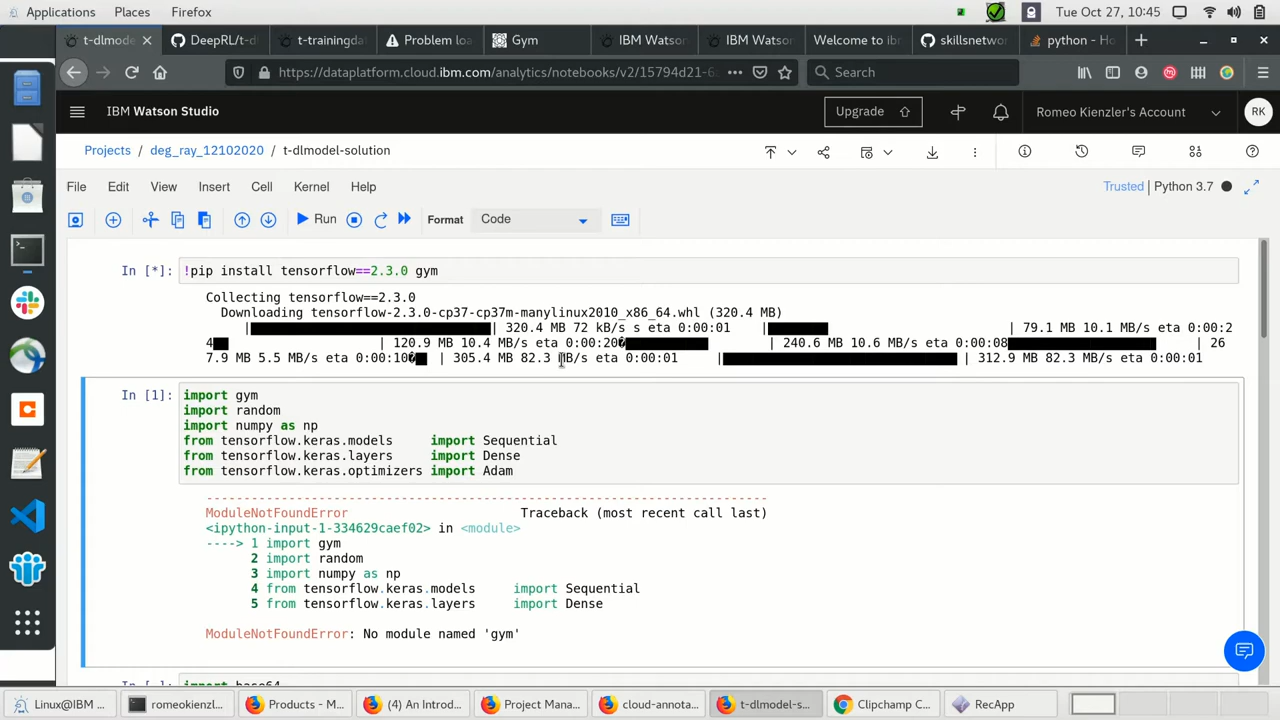 Applications Places Firefox Tue Oct 27, 10:45
t-dlmode DeepRL/t-dl t-trainingda Problem loa Gym IBM Watso IBM Watso Welcome to ibr skillsnetwor python - Ho
https://dataplatform.cloud.ibm.com/analytics/notebooks/v2/15794d21-6 Search
IBM Watson Studio Upgrade Romeo Kienzler's Account RK
Projects / deg_ray_12102020 / t-dlmodel-solution
File Edit View Insert Cell Kernel Help Trusted Python 3.7
Run Format Code
In [*]: !pip install tensorflow==2.3.0 gym
Collecting tensorflow==2.3.0
Downloading tensorflow-2.3.0-cp37-cp37m-manylinux2010_x86_64.whl (320.4 MB)
| | 320.4 MB 72 kB/s s eta 0:00:01 | | 79.1 MB 10.1 MB/s eta 0:00:2
4 | 120.9 MB 10.4 MB/s eta 0:00:20� | 240.6 MB 10.6 MB/s eta 0:00:08 | 26
7.9 MB 5.5 MB/s eta 0:00:10� | 305.4 MB 82.3 MB/s eta 0:00:01 | | 312.9 MB 82.3 MB/s eta 0:00:01
In [1]: import gym
import random
import numpy as np
from tensorflow.keras.models import Sequential
from tensorflow.keras.layers import Dense
from tensorflow.keras.optimizers import Adam
---------------------------------------------------------------------------
ModuleNotFoundError Traceback (most recent call last)
<ipython-input-1-334629caef02> in <module>
----> 1 import gym
2 import random
3 import numpy as np
4 from tensorflow.keras.models import Sequential
5 from tensorflow.keras.layers import Dense
ModuleNotFoundError: No module named 'gym'
In [ ]: import base64
Linux@IBM ... romeokienzl... Products - M... (4) An Introd... Project Mana... cloud-annota... t-dlmodel-s... Clipchamp C... RecApp